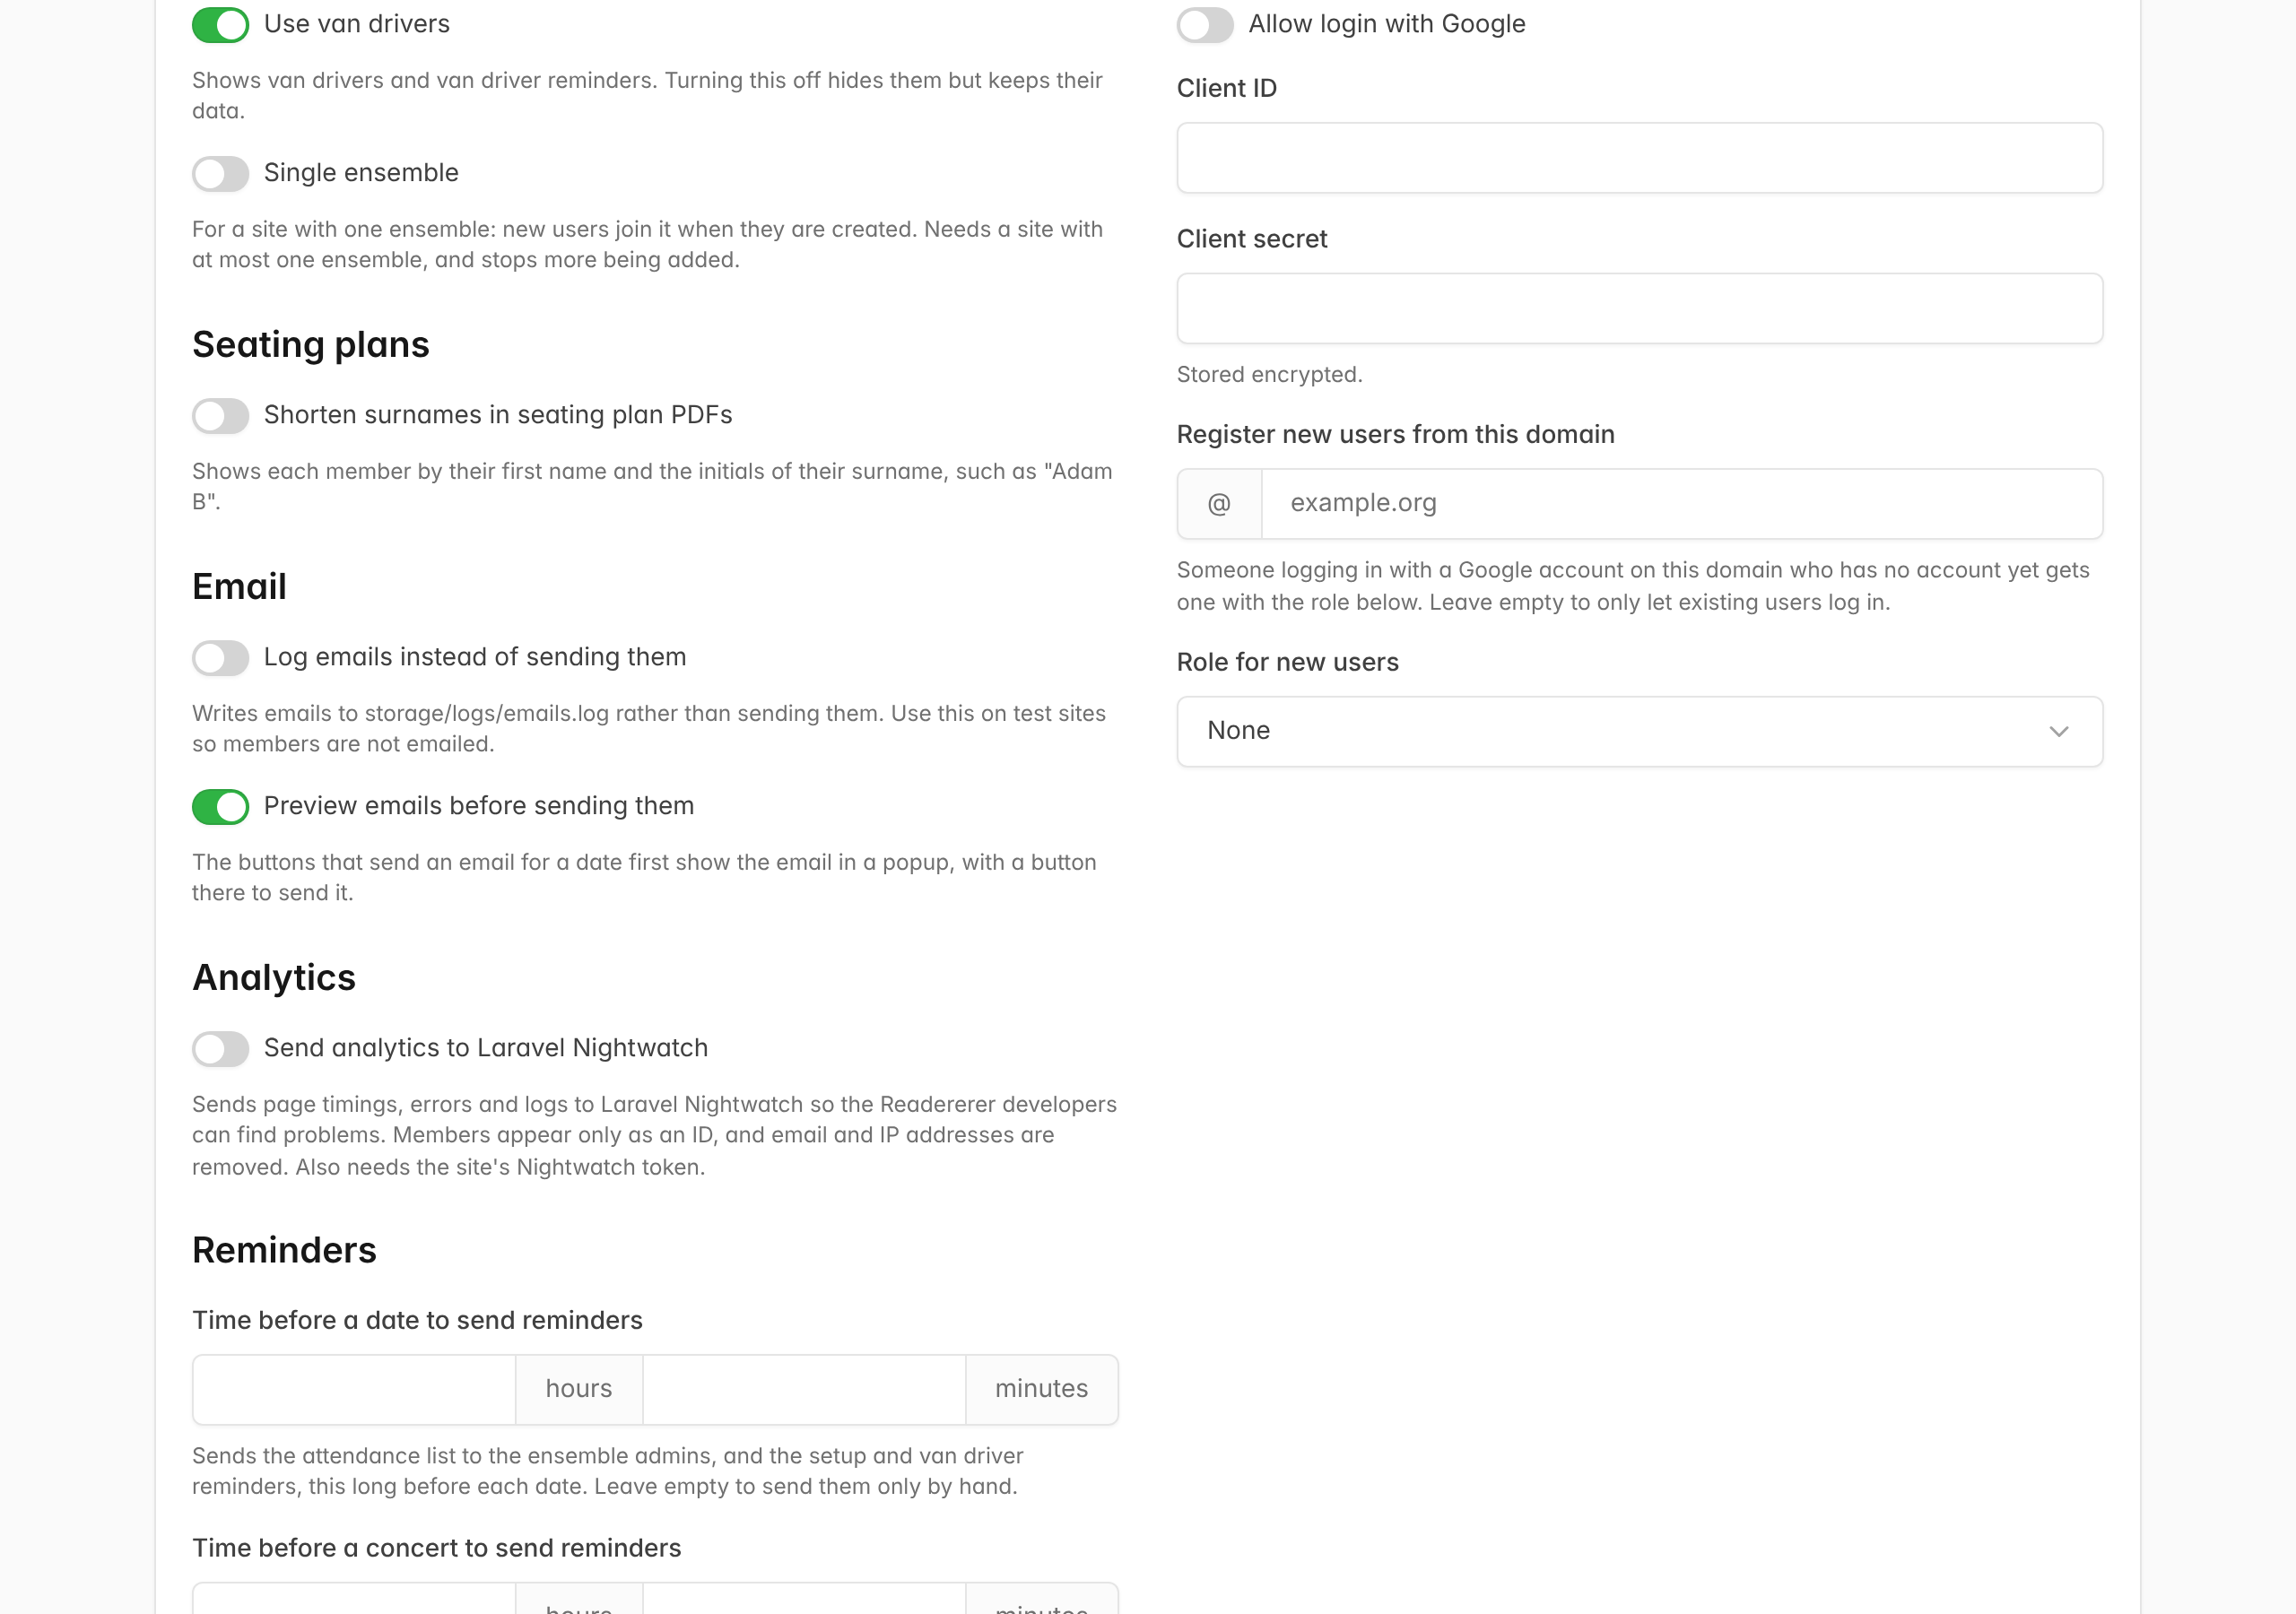 Use van drivers
Shows van drivers and van driver reminders. Turning this off hides them but keeps their
data.
Single ensemble
For a site with one ensemble: new users join it when they are created. Needs a site with
at most one ensemble, and stops more being added.
Seating plans
Shorten surnames in seating plan PDFs
Shows each member by their first name and the initials of their surname, such as "Adam
B".
Email
Log emails instead of sending them
Writes emails to storage/logs/emails.log rather than sending them. Use this on test sites
so members are not emailed.
Preview emails before sending them
The buttons that send an email for a date first show the email in a popup, with a button
there to send it.
Analytics
Send analytics to Laravel Nightwatch
Sends page timings, errors and logs to Laravel Nightwatch so the Readererer developers
can find problems. Members appear only as an ID, and email and IP addresses are
removed. Also needs the site's Nightwatch token.
Reminders
Time before a date to send reminders
hours minutes
Sends the attendance list to the ensemble admins, and the setup and van driver
reminders, this long before each date. Leave empty to send them only by hand.
Time before a concert to send reminders
hours minutes
Allow login with Google
Client ID
Client secret
Stored encrypted.
Register new users from this domain
@ example.org
Someone logging in with a Google account on this domain who has no account yet gets
one with the role below. Leave empty to only let existing users log in.
Role for new users
None